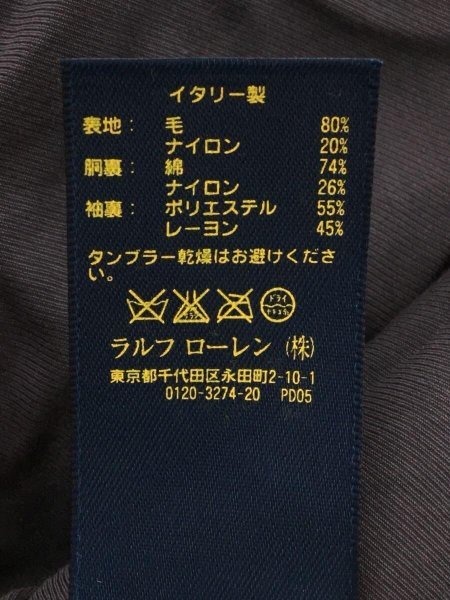 イタリー製
表地： 毛 80%
ナイロン 20%
胴裏： 綿 74%
ナイロン 26%
袖裏： ポリエステル 55%
レーヨン 45%
タンブラー乾燥はお避けくださ
い。
ドライ
ラルフ ローレン (株)
東京都千代田区永田町2-10-1
0120-3274-20 PD05